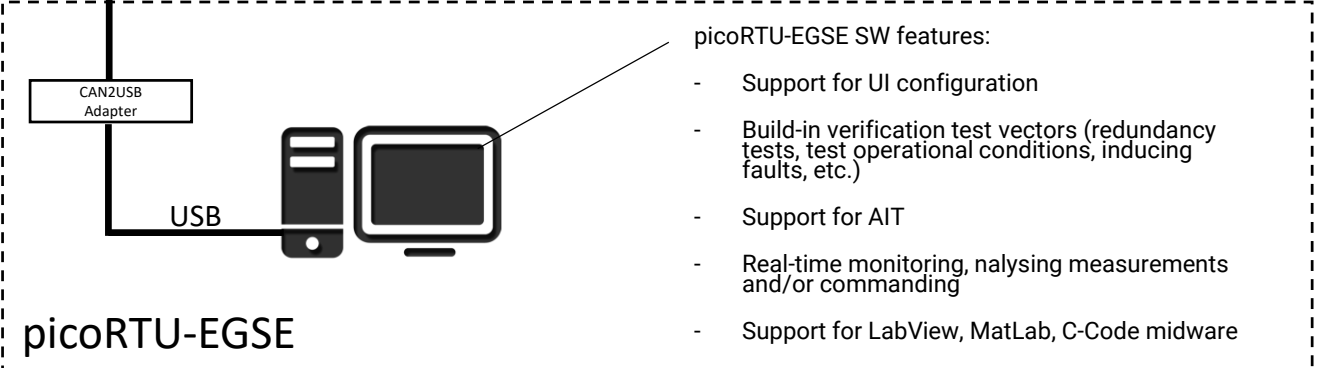 CAN2USB
Adapter
USB
picoRTU-EGSE
picoRTU-EGSE SW features:
- Support for UI configuration
- Build-in verification test vectors (redundancy
tests, test operational conditions, inducing
faults, etc.)
- Support for AIT
- Real-time monitoring, nalysing measurements
and/or commanding
- Support for LabView, MatLab, C-Code midware